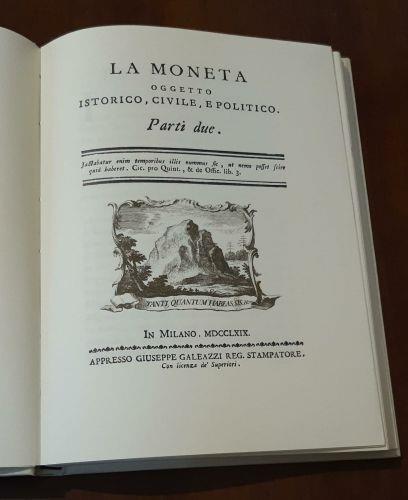 LA MONETA
OGGETTO
ISTORICO, CIVILE, E POLITICO.
Parti due.
Jactabatur enim temporibus illis nummus sic, ut nemo posset scire
quid haberet. Cic. pro Quint., & de Offic. lib. 3.
TANTI, QUANTUM HABEAS SIS.
IN MILANO. MDCCLXIX.
APPRESSO GIUSEPPE GALEAZZI REG. STAMPATORE.
Con licenza de' Superiori.